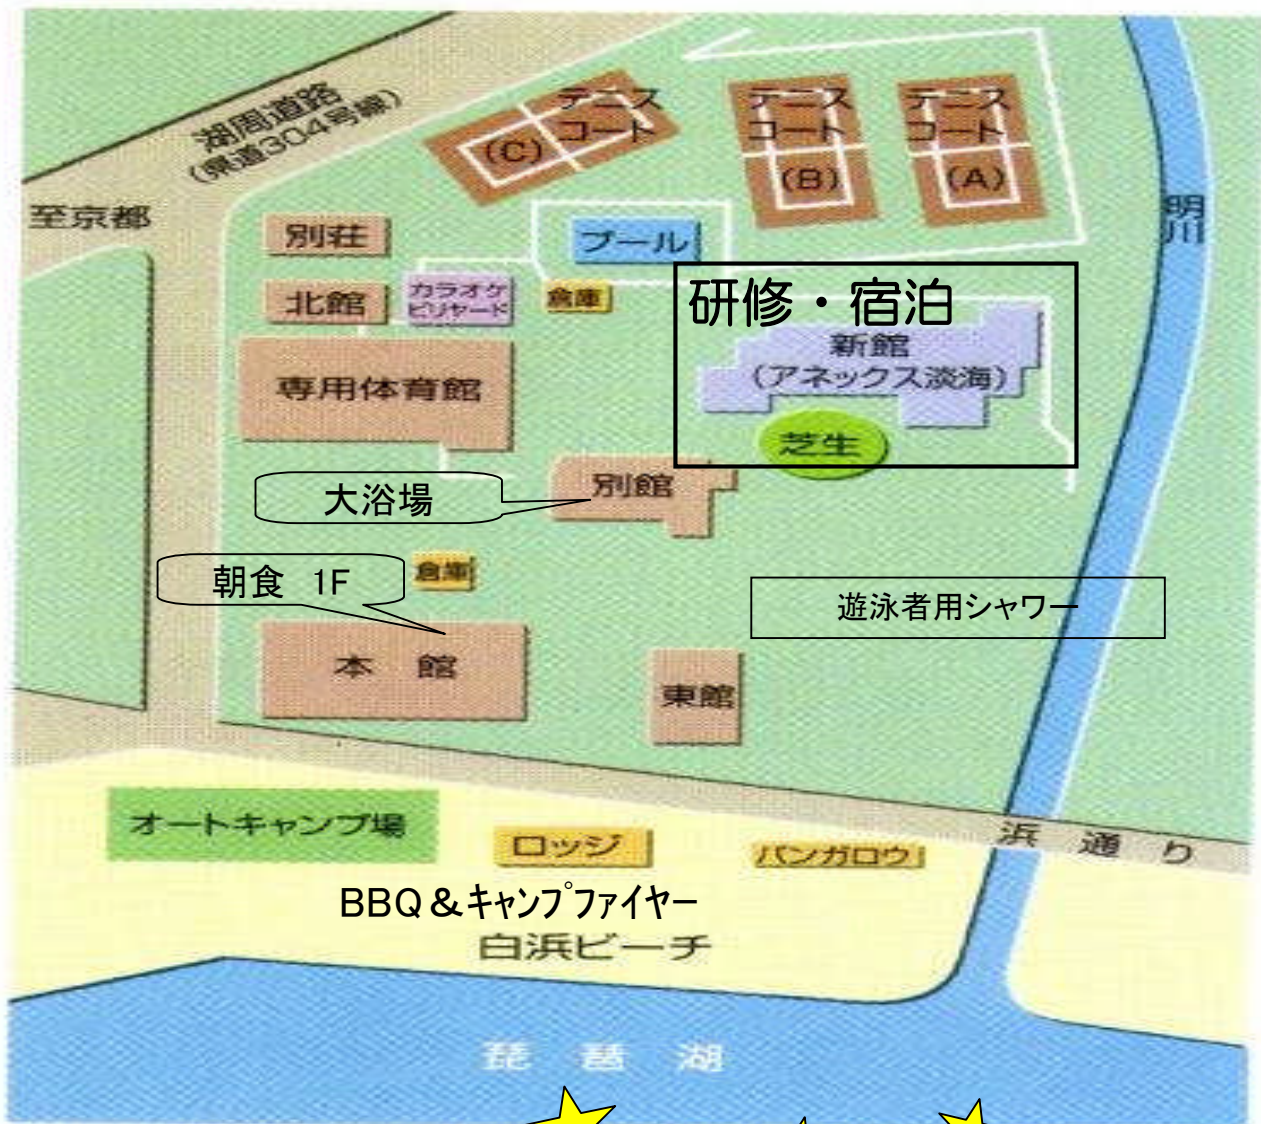 湖周道路
(県道304号線)
至京都
テニス
コート
(C)
テニス
コート
(B)
テニス
コート
(A)
明川
別荘
プール
北館
カラオケ
ビリヤード
倉庫
研修・宿泊
新館
(アネックス淡海)
専用体育館
芝生
別館
大浴場
朝食 1F
倉庫
遊泳者用シャワー
本館
東館
オートキャンプ場
ロッジ
バンガロウ
浜通り
BBQ&キャンプファイヤー
白浜ビーチ
琵琶湖